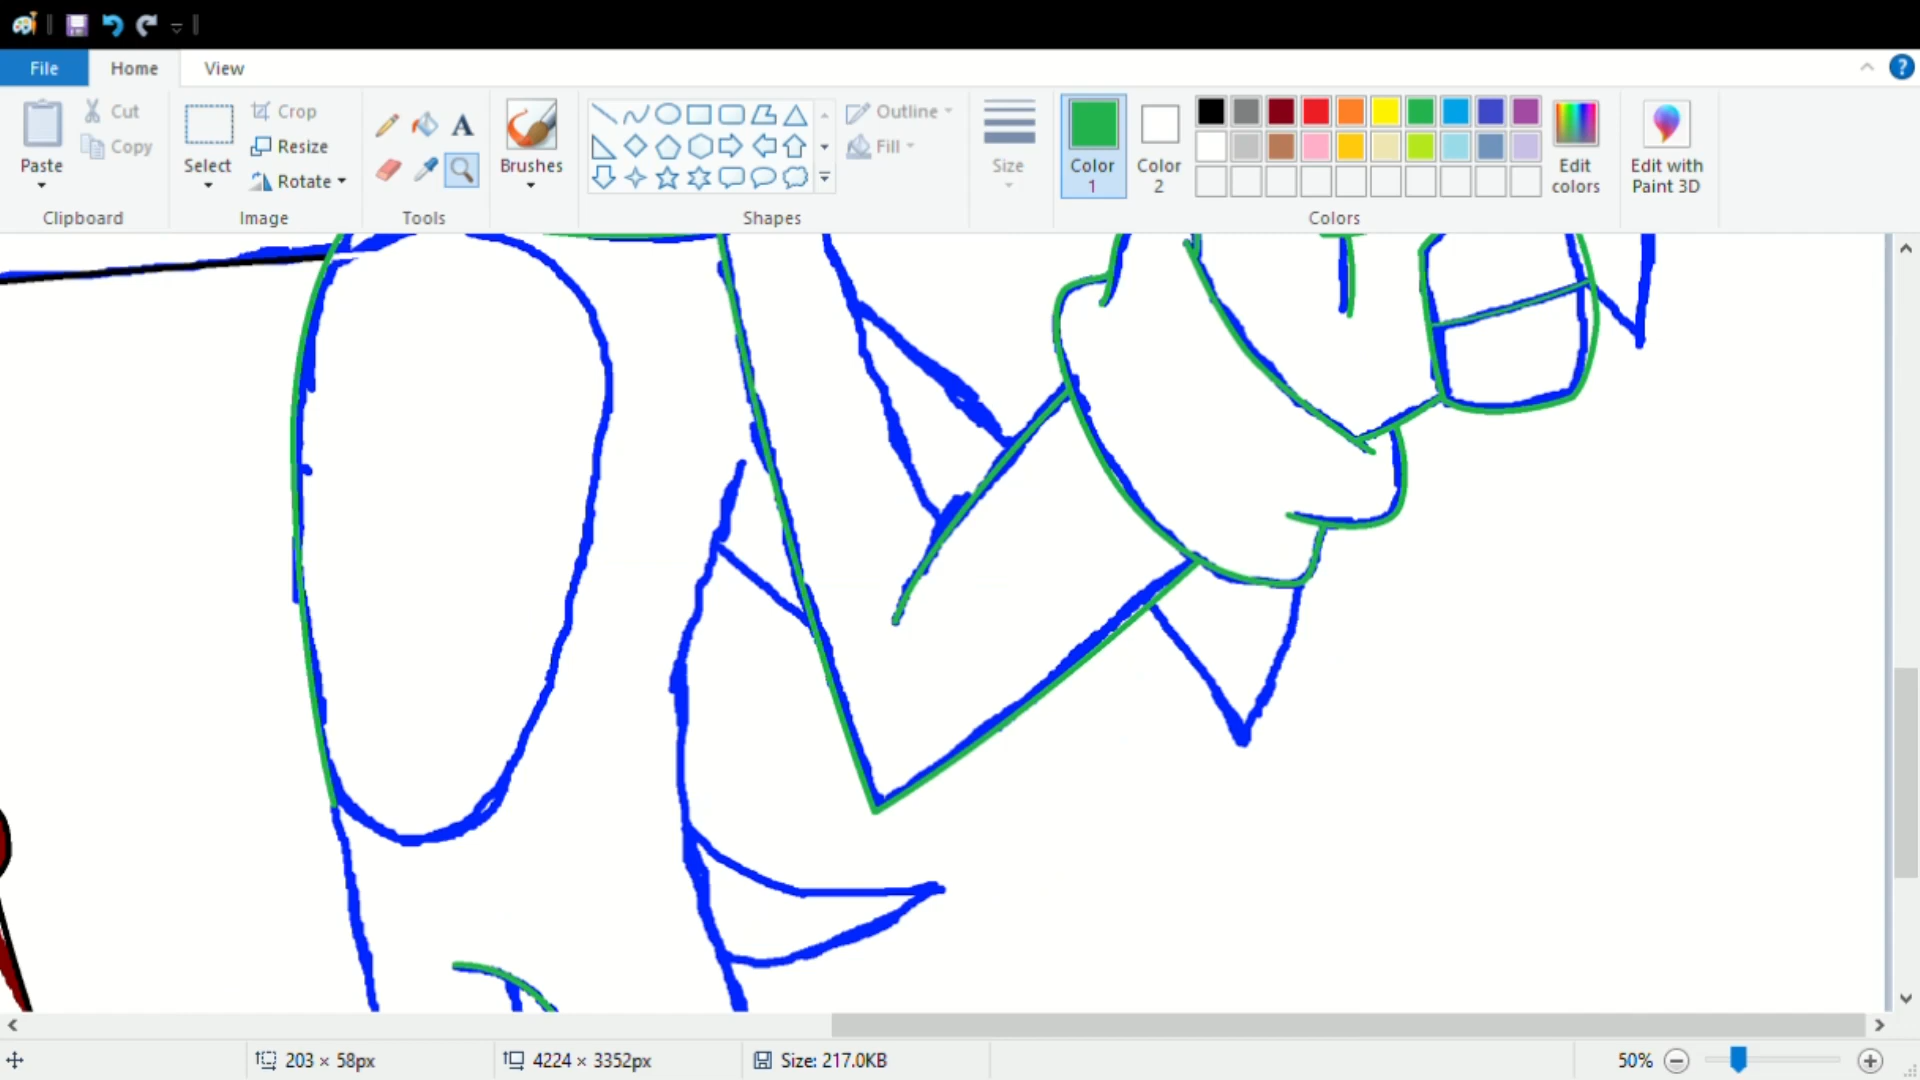 File Home View ?
Cut Crop A Outline
Copy Resize Fill
Paste Select Rotate Brushes Size Color 1 Color 2 Edit colors Edit with Paint 3D
Clipboard Image Tools Shapes Colors
203 × 58px 4224 × 3352px Size: 217.0KB 50%